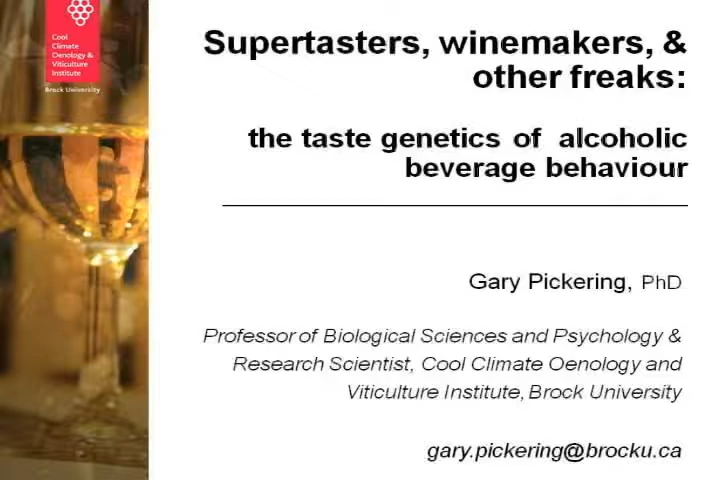 Cool
Climate
Oenology &
Viticulture
Institute
Brock University
Supertasters, winemakers, &
other freaks:
the taste genetics of alcoholic
beverage behaviour
Gary Pickering, PhD
Professor of Biological Sciences and Psychology &
Research Scientist, Cool Climate Oenology and
Viticulture Institute, Brock University
gary.pickering@brocku.ca